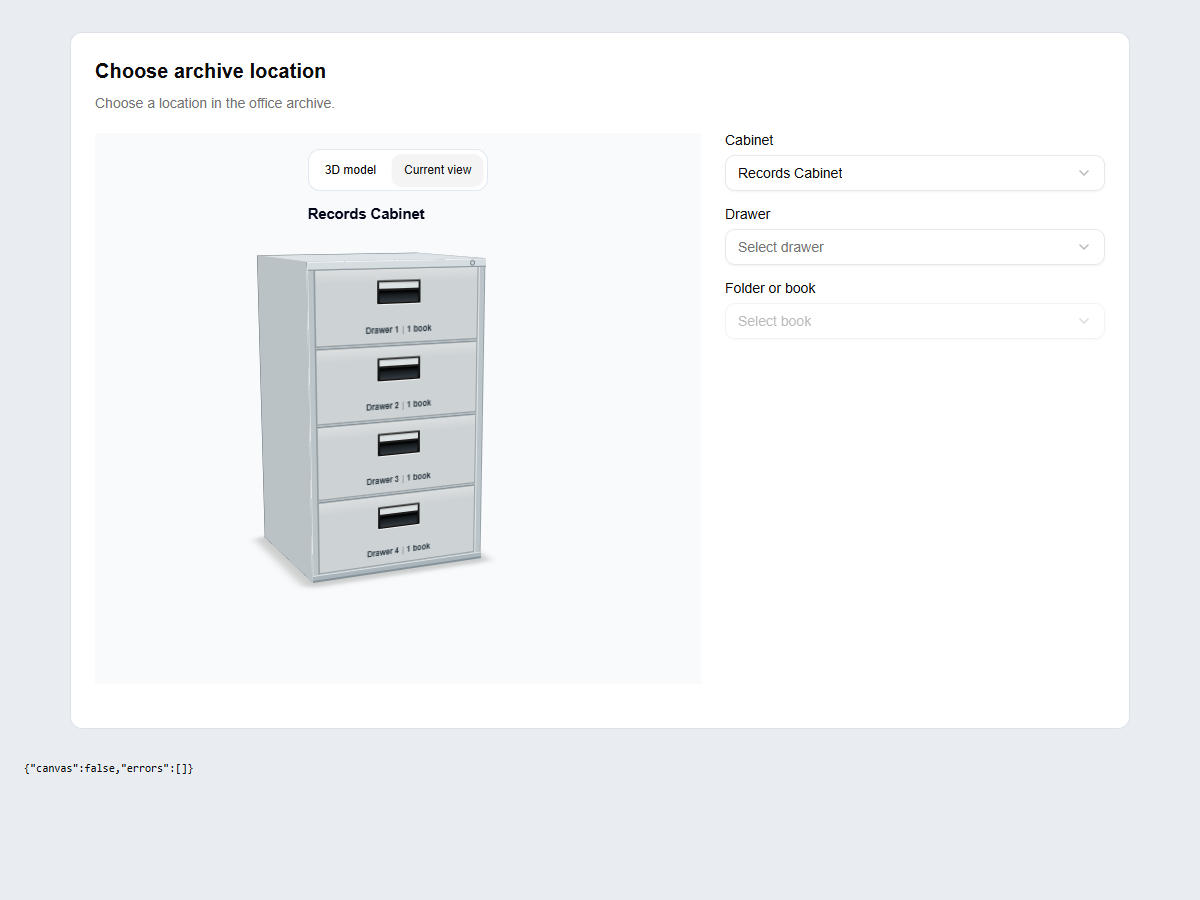 Choose archive location
Choose a location in the office archive.
3D model
Current view
Records Cabinet
Drawer 1 | 1 book
Drawer 2 | 1 book
Drawer 3 | 1 book
Drawer 4 | 1 book
Cabinet
Records Cabinet
Drawer
Select drawer
Folder or book
Select book
{"canvas":false,"errors":[]}